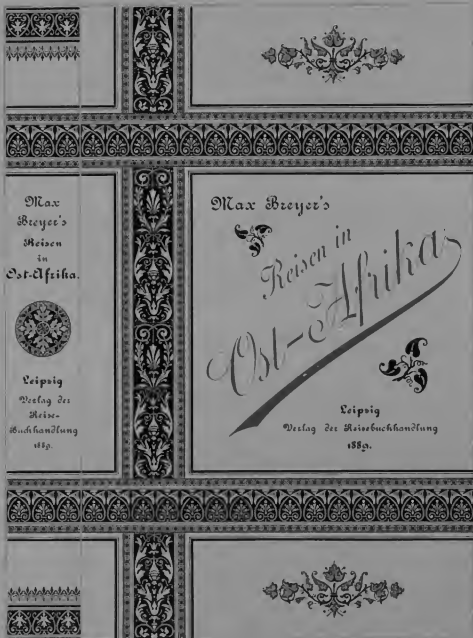 Max
Breyer's
Reisen
in
Ost-Afrika.
Leipzig
Verlag der
Reise-
Buchhandlung
1889.
Max Breyer's
Reisen in
Ost-Afrika
Leipzig
Verlag der Reisebuchhandlung
1889.